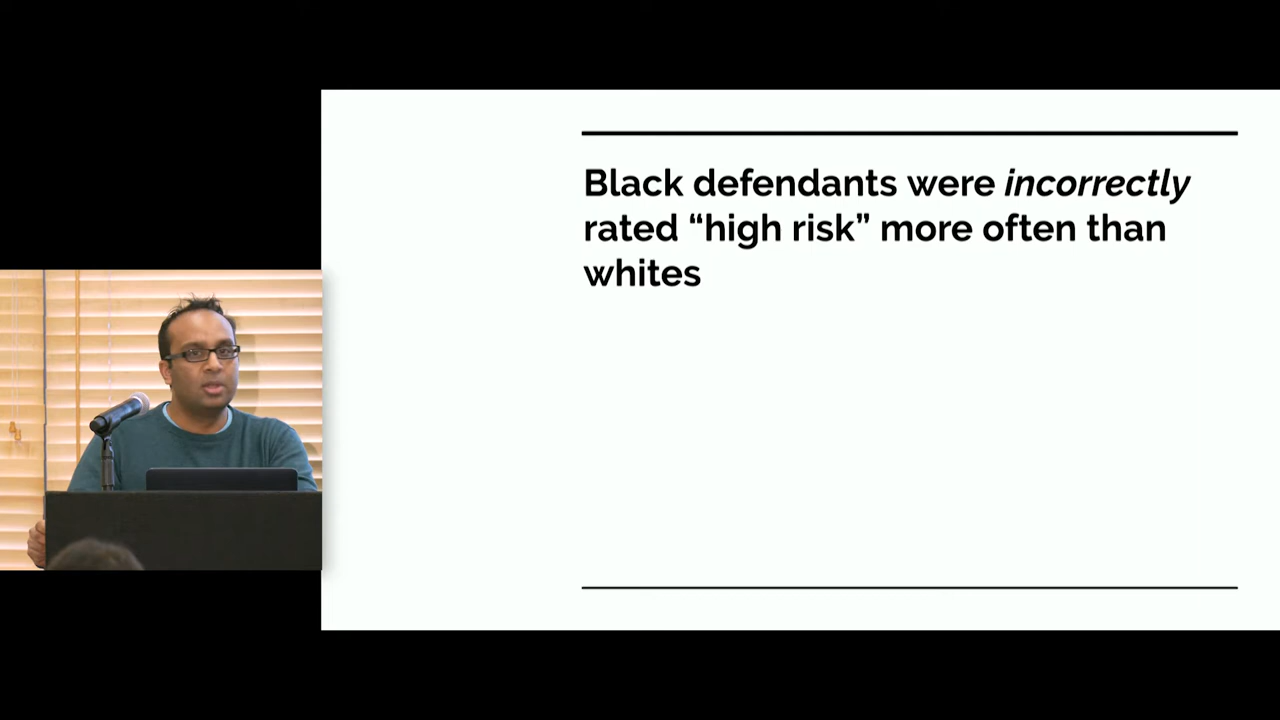 Black defendants were incorrectly
rated “high risk” more often than
whites